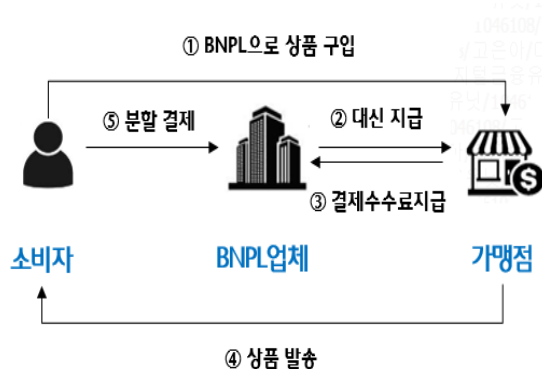 ① BNPL으로 상품 구입
⑤ 분할 결제
② 대신 지급
③ 결제수수료지급
소비자
BNPL업체
가맹점
④ 상품 발송